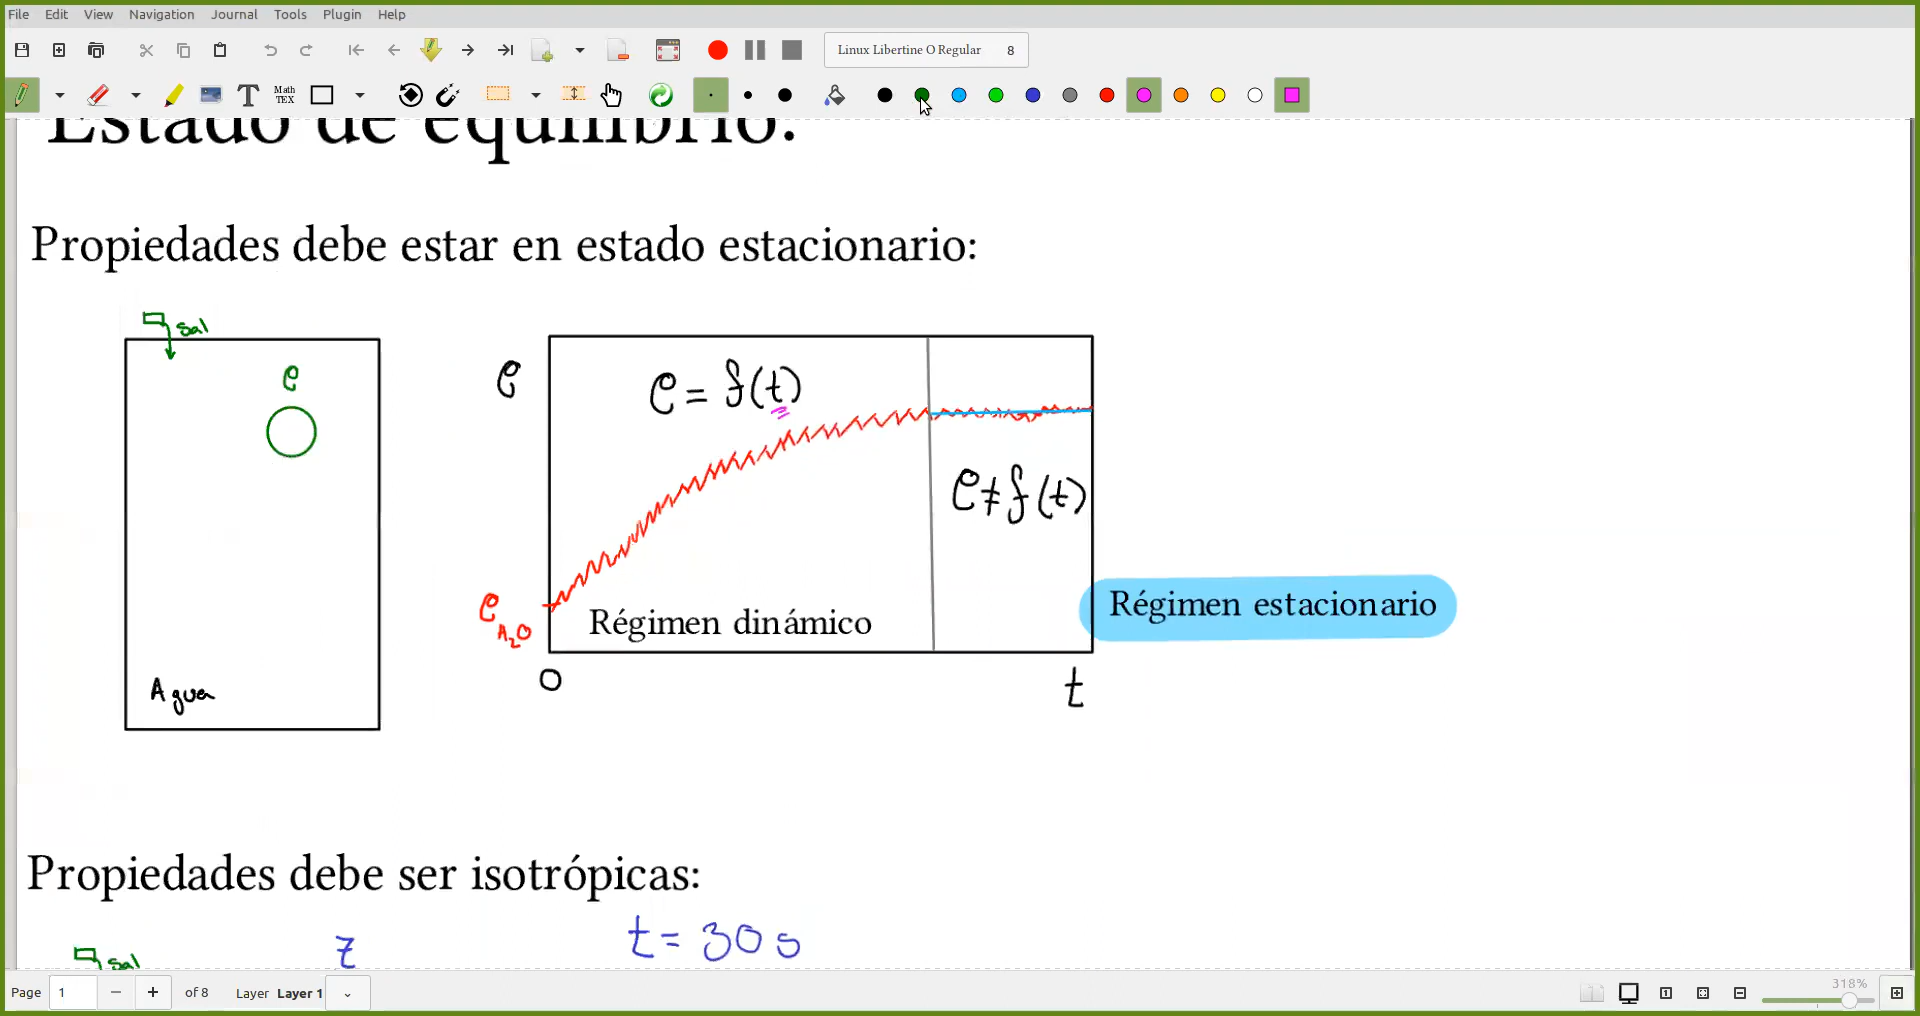 File Edit View Navigation Journal Tools Plugin Help
Linux Libertine O Regular 8
Math
TEX
Estado de equilibrio:
Propiedades debe estar en estado estacionario:
sal
ρ
Agua
ρ
ρ = f(t)
ρ ≠ f(t)
ρ H₂O
Régimen dinámico
Régimen estacionario
0
t
Propiedades debe ser isotrópicas:
t = 30 s
sal
z
Page 1 of 8 Layer Layer 1
318%